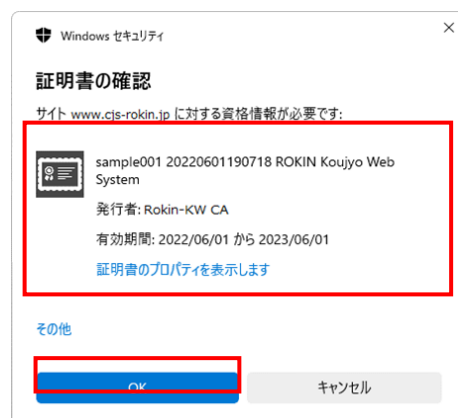 Windows セキュリティ
証明書の確認
サイト www.cjs-rokin.jp に対する資格情報が必要です:
sample001 20220601190718 ROKIN Koujyo Web
System
発行者: Rokin-KW CA
有効期間: 2022/06/01 から 2023/06/01
証明書のプロパティを表示します
その他
OK
キャンセル